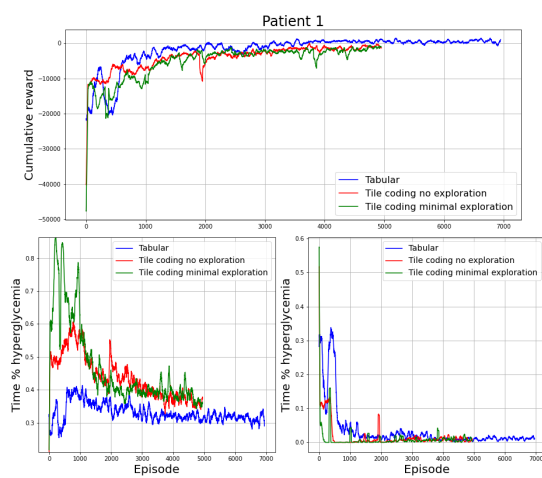 Patient 1
Cumulative reward
0
−10000
−20000
−30000
−40000
−50000
0 1000 2000 3000 4000 5000 6000 7000
Tabular
Tile coding no exploration
Tile coding minimal exploration
Time % hyperglycemia
0.8
0.7
0.6
0.5
0.4
0.3
0 1000 2000 3000 4000 5000 6000 7000
Episode
Tabular
Tile coding no exploration
Tile coding minimal exploration
Time % hyperglycemia
0.6
0.5
0.4
0.3
0.2
0.1
0.0
0 1000 2000 3000 4000 5000 6000 7000
Episode
Tabular
Tile coding no exploration
Tile coding minimal exploration